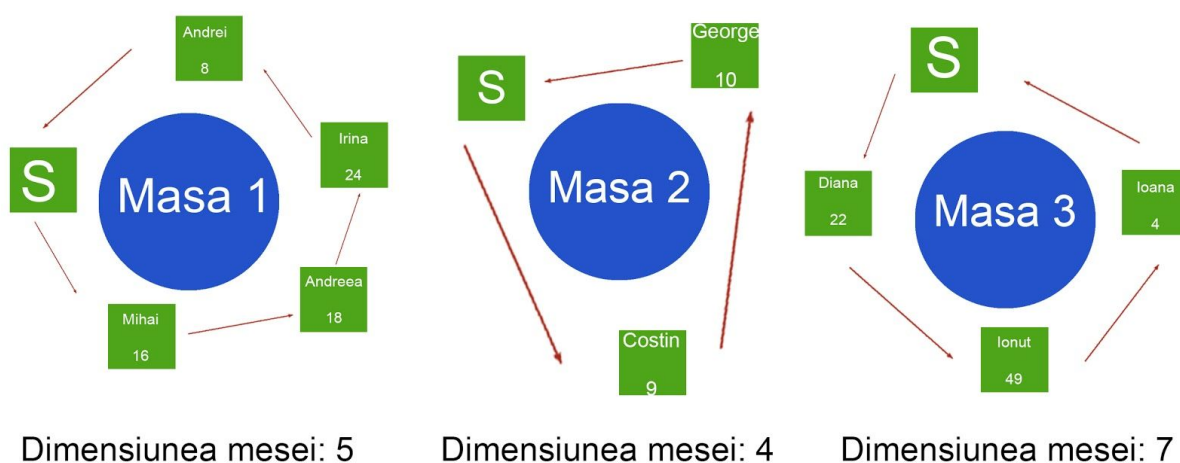 Andrei
8
S
Masa 1
Irina
24
Andreea
18
Mihai
16
Dimensiunea mesei: 5
George
10
S
Masa 2
Costin
9
Dimensiunea mesei: 4
S
Diana
22
Masa 3
Ioana
4
Ionut
49
Dimensiunea mesei: 7